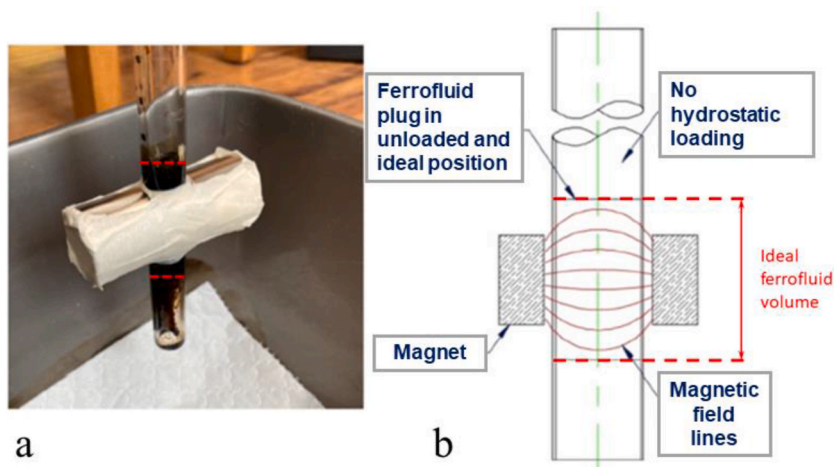 Ferrofluid
plug in
unloaded and
ideal position
No
hydrostatic
loading
Ideal
ferrofluid
volume
Magnet
Magnetic
field
lines
a
b